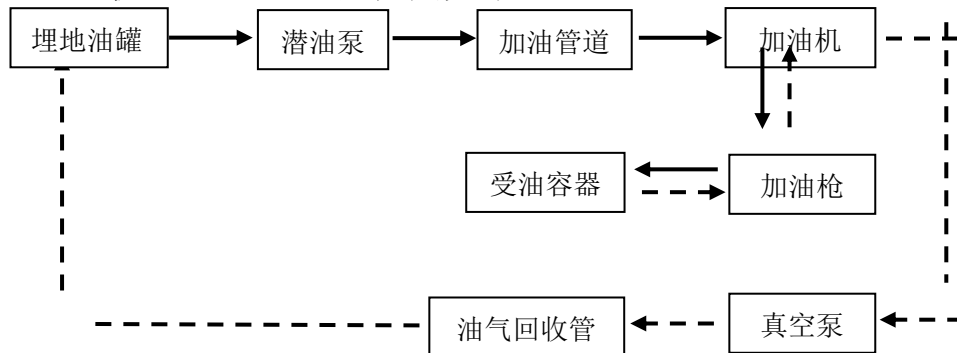 埋地油罐
潜油泵
加油管道
加油机
受油容器
加油枪
油气回收管
真空泵